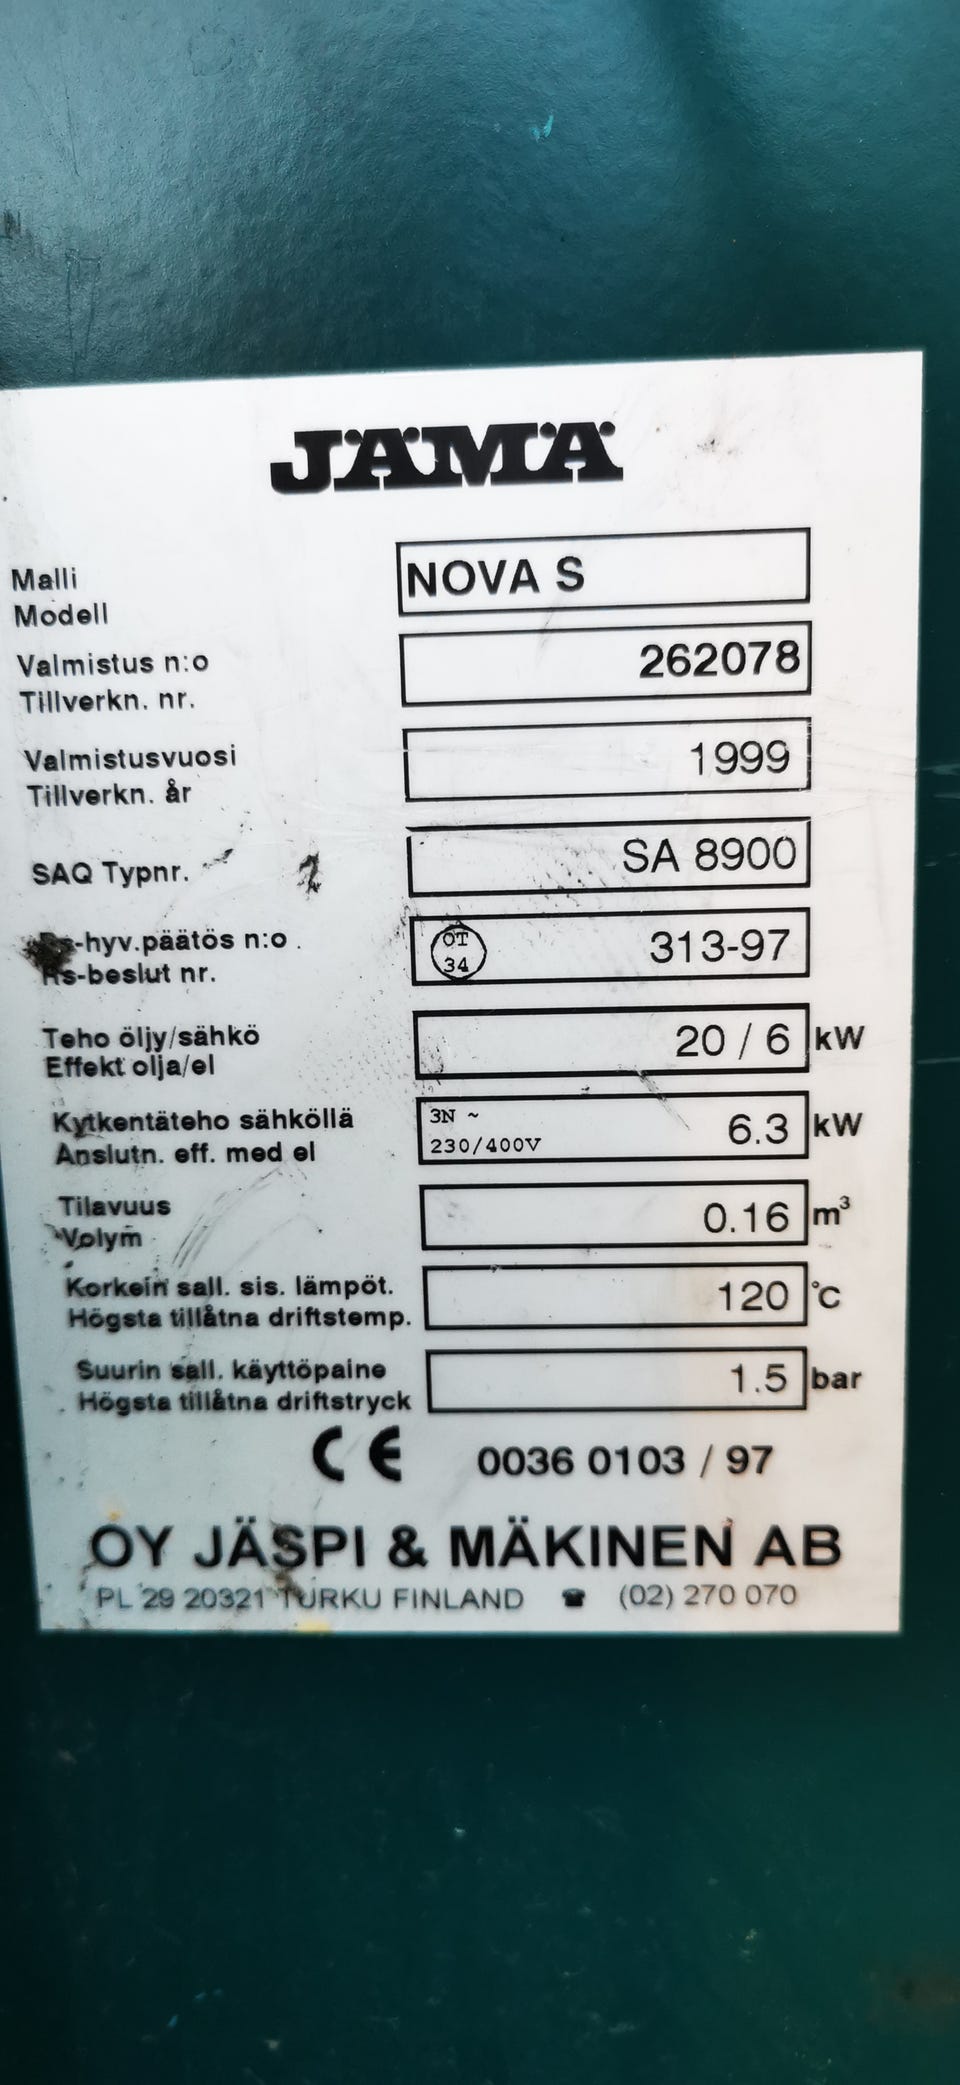 JÄMÄ
Malli
Modell
NOVA S
Valmistus n:o
Tillverkn. nr.
262078
Valmistusvuosi
Tillverkn. år
1999
SAQ Typnr.
SA 8900
-hyv.päätös n:o
Rs-beslut nr.
OT
34
313-97
Teho öljy/sähkö
Effekt olja/el
20 / 6 kW
Kytkentäteho sähköllä
Anslutn. eff. med el
3N ~
230/400V
6.3 kW
Tilavuus
Volym
0.16 m³
Korkein sall. sis. lämpöt.
Högsta tillåtna driftstemp.
120 °C
Suurin sall. käyttöpaine
Högsta tillåtna driftstryck
1.5 bar
CE 0036 0103 / 97
OY JÄSPI & MÄKINEN AB
PL 29 20321 TURKU FINLAND ☎ (02) 270 070